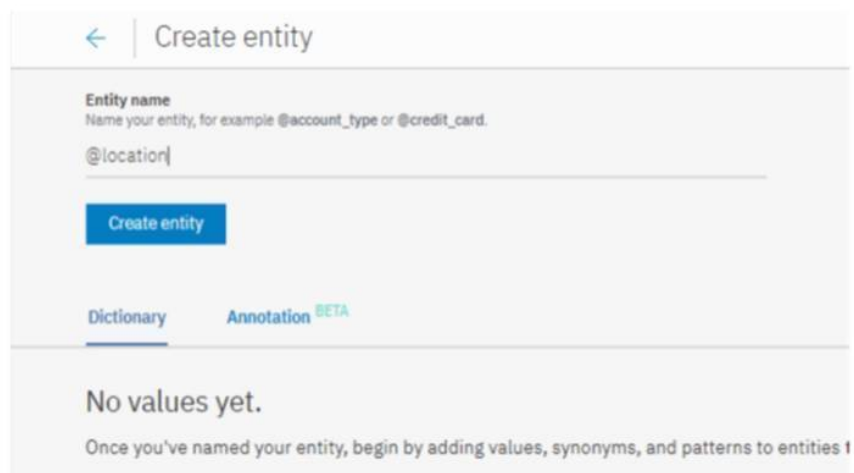 Create entity
Entity name
Name your entity, for example @account_type or @credit_card.
@location
Create entity
Dictionary Annotation BETA
No values yet.
Once you've named your entity, begin by adding values, synonyms, and patterns to entities